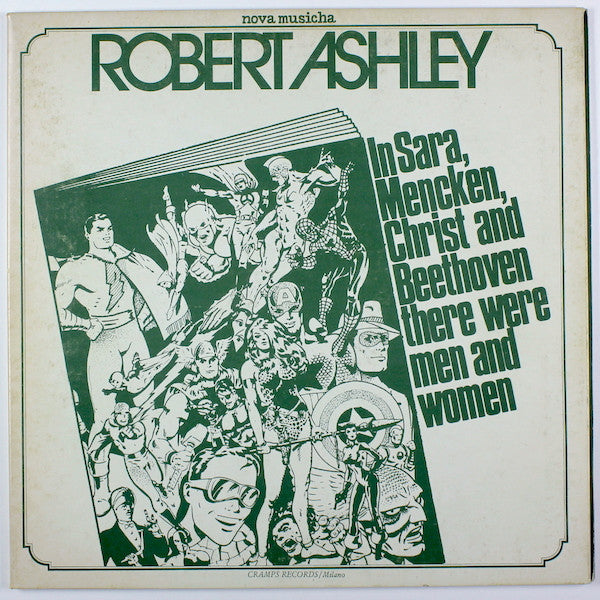 nova musicha
ROBERT ASHLEY
In Sara,
Mencken,
Christ and
Beethoven
there were
men and
women
A
CRAMPS RECORDS/Milano